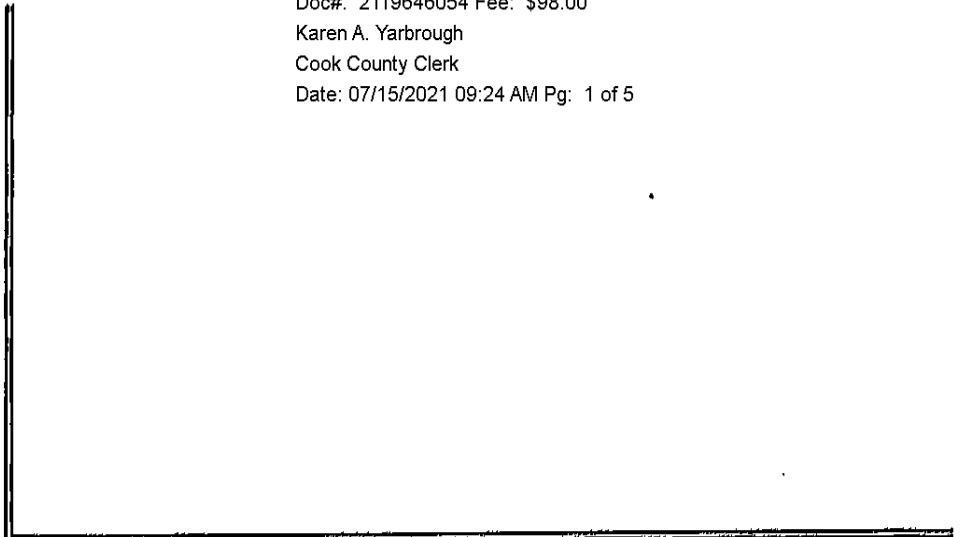 Doc#. 2119646054 Fee: $98.00
Karen A. Yarbrough
Cook County Clerk
Date: 07/15/2021 09:24 AM Pg: 1 of 5